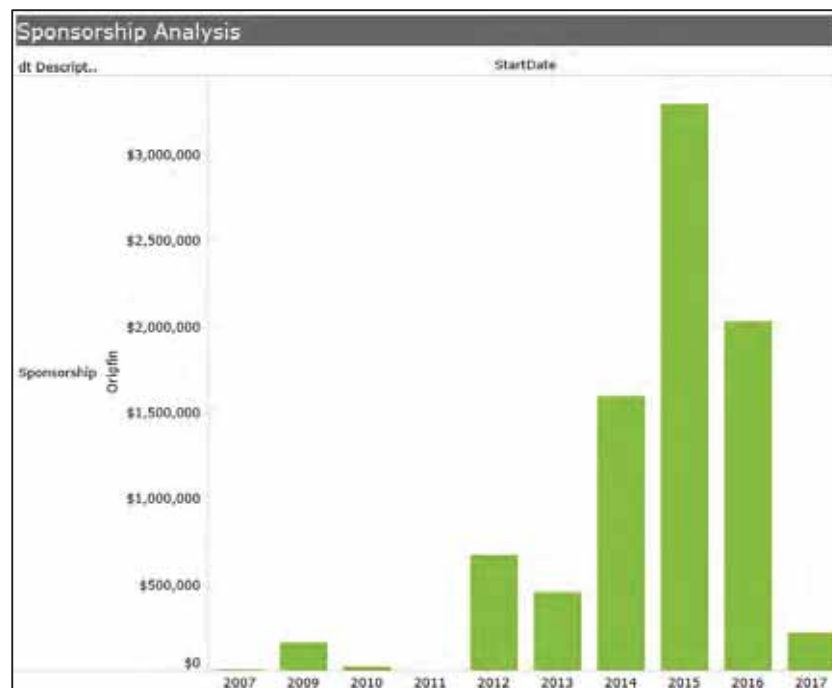 Sponsorship Analysis
dt Descript..
StartDate
$3,000,000
$2,500,000
$2,000,000
Sponsorship
Origfin
$1,500,000
$1,000,000
$500,000
$0
2007 2009 2010 2011 2012 2013 2014 2015 2016 2017